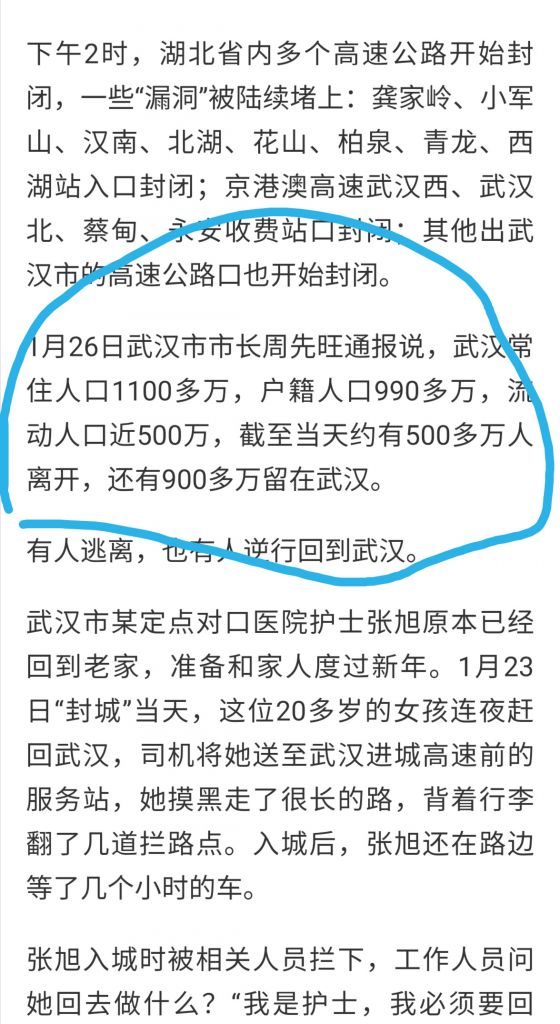 下午2时，湖北省内多个高速公路开始封
闭，一些“漏洞”被陆续堵上：龚家岭、小军
山、汉南、北湖、花山、柏泉、青龙、西
湖站入口封闭；京港澳高速武汉西、武汉
北、蔡甸、永安收费站口封闭；其他出武
汉市的高速公路口也开始封闭。
1月26日武汉市市长周先旺通报说，武汉常
住人口1100多万，户籍人口990多万，流
动人口近500万，截至当天约有500多万人
离开，还有900多万留在武汉。
有人逃离，也有人逆行回到武汉。
武汉市某定点对口医院护士张旭原本已经
回到老家，准备和家人度过新年。1月23
日“封城”当天，这位20多岁的女孩连夜赶
回武汉，司机将她送至武汉进城高速前的
服务站，她摸黑走了很长的路，背着行李
翻了几道拦路点。入城后，张旭还在路边
等了几个小时的车。
张旭入城时被相关人员拦下，工作人员问
她回去做什么？“我是护士，我必须要回